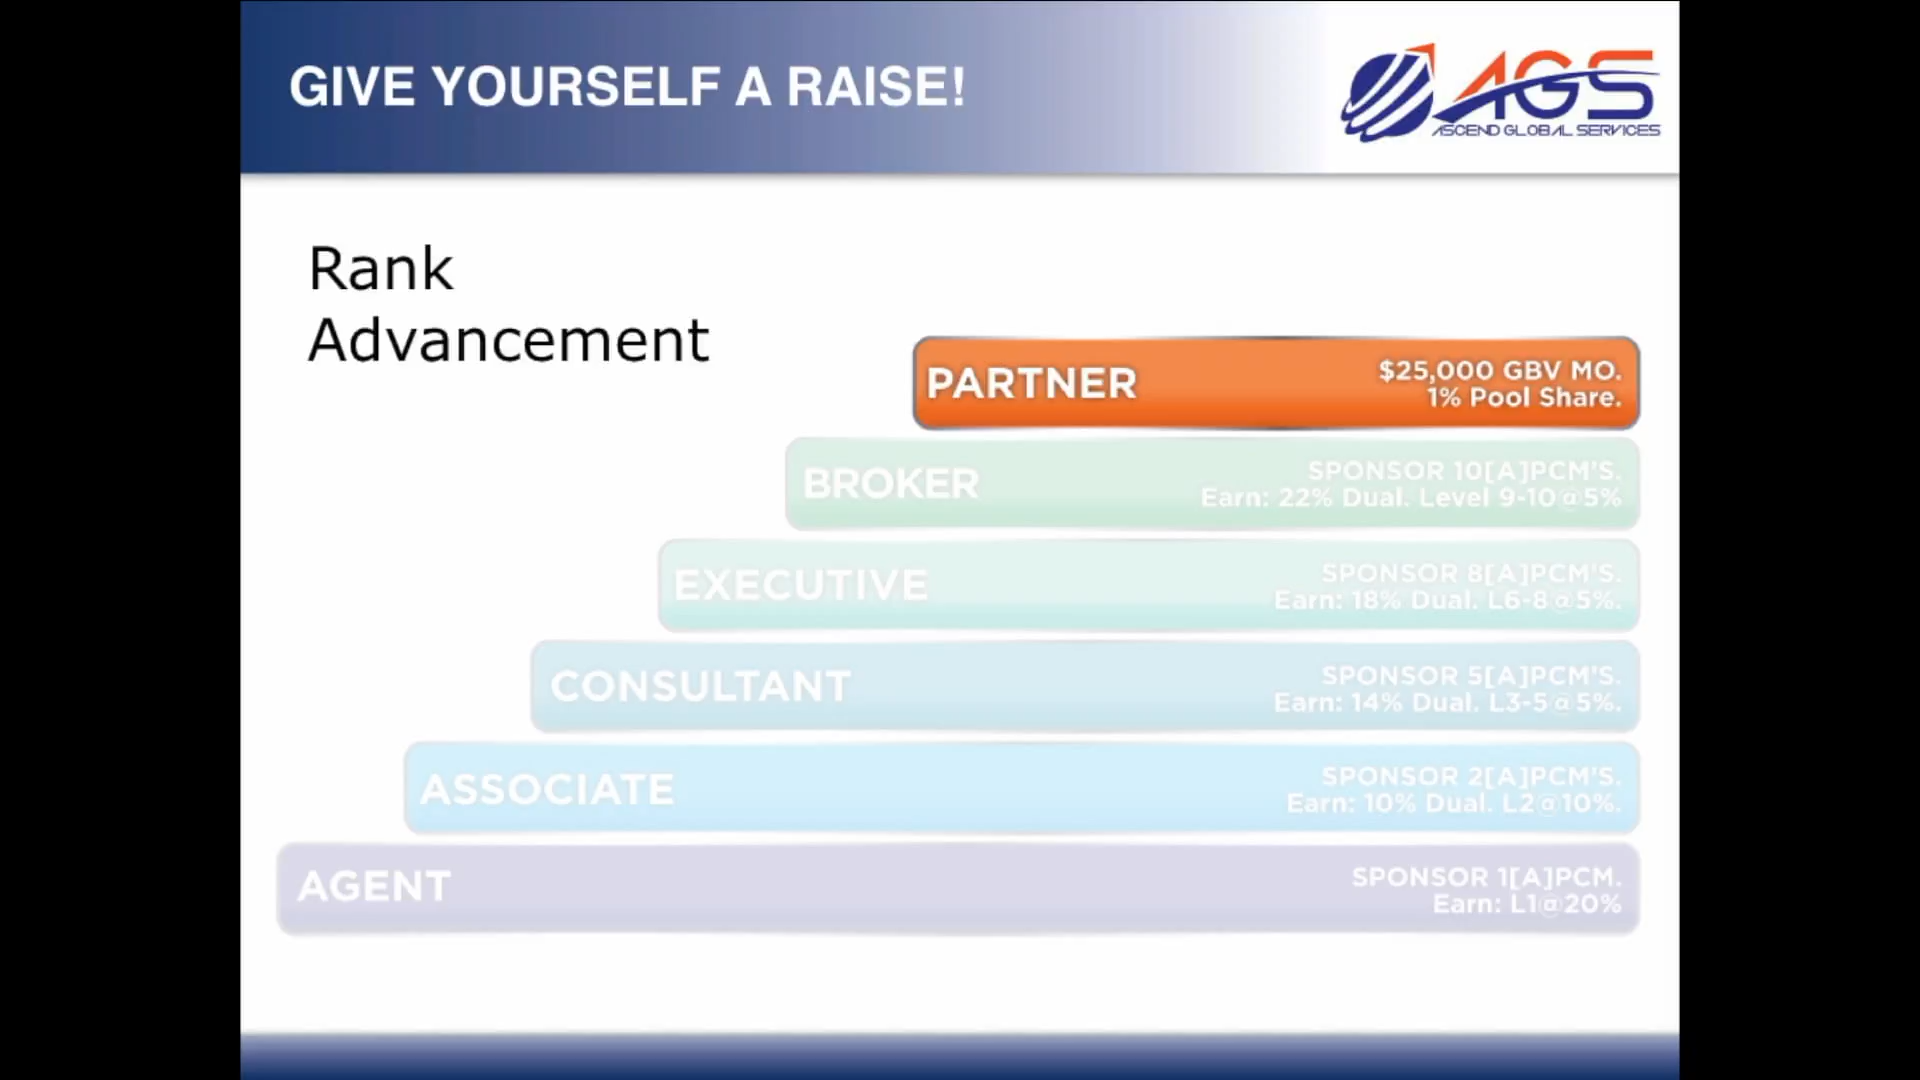 GIVE YOURSELF A RAISE!
AGS
ASCEND GLOBAL SERVICES
Rank
Advancement
PARTNER
$25,000 GBV MO.
1% Pool Share.
BROKER
SPONSOR 10[A]PCM'S.
Earn: 22% Dual. Level 9-10@5%
EXECUTIVE
SPONSOR 8[A]PCM'S.
Earn: 18% Dual. L6-8@5%.
CONSULTANT
SPONSOR 5[A]PCM'S.
Earn: 14% Dual. L3-5@5%.
ASSOCIATE
SPONSOR 2[A]PCM'S.
Earn: 10% Dual. L2@10%.
AGENT
SPONSOR 1[A]PCM.
Earn: L1@20%